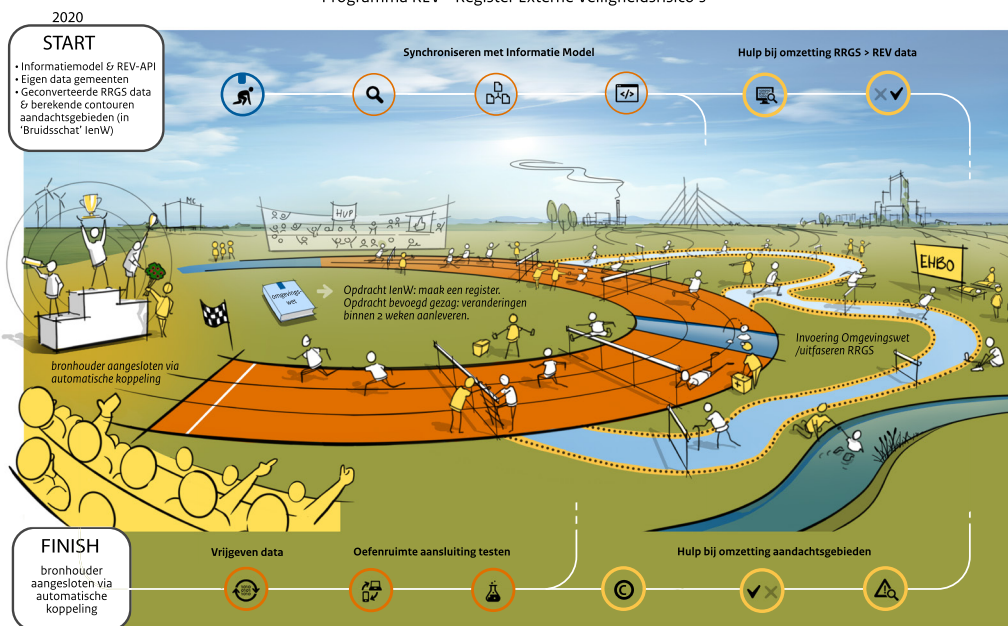 Programma REV - Register Externe Veiligheidsrisico's
2020
START
• Informatiemodel & REV-API
• Eigen data gemeenten
• Geconverteerde RRGS data
& berekende contouren
aandachtsgebieden (in
'Bruidsschat' IenW)
Synchroniseren met Informatie Model
Hulp bij omzetting RRGS > REV data
HUP
EHBO
omgevings
wet
Opdracht IenW: maak een register.
Opdracht bevoegd gezag: veranderingen
binnen 2 weken aanleveren.
Invoering Omgevingswet
/uitfaseren RRGS
bronhouder aangesloten via
automatische koppeling
FINISH
bronhouder
aangesloten via
automatische
koppeling
Vrijgeven data
Oefenruimte aansluiting testen
Hulp bij omzetting aandachtsgebieden